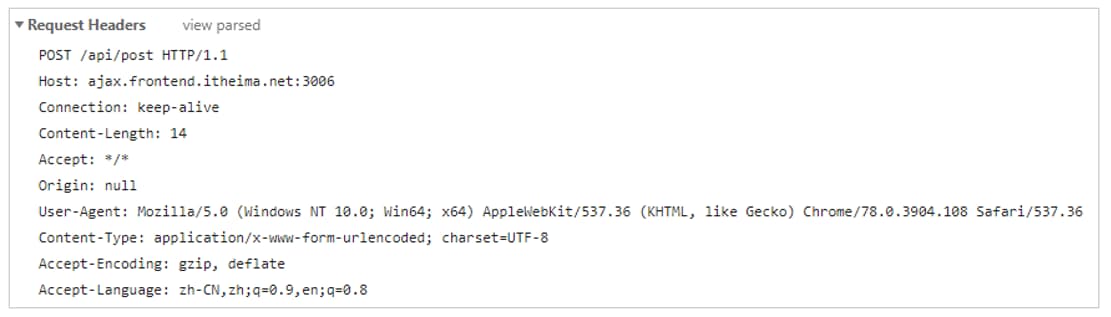 ▼ Request Headers view parsed
POST /api/post HTTP/1.1
Host: ajax.frontend.itheima.net:3006
Connection: keep-alive
Content-Length: 14
Accept: */*
Origin: null
User-Agent: Mozilla/5.0 (Windows NT 10.0; Win64; x64) AppleWebKit/537.36 (KHTML, like Gecko) Chrome/78.0.3904.108 Safari/537.36
Content-Type: application/x-www-form-urlencoded; charset=UTF-8
Accept-Encoding: gzip, deflate
Accept-Language: zh-CN,zh;q=0.9,en;q=0.8